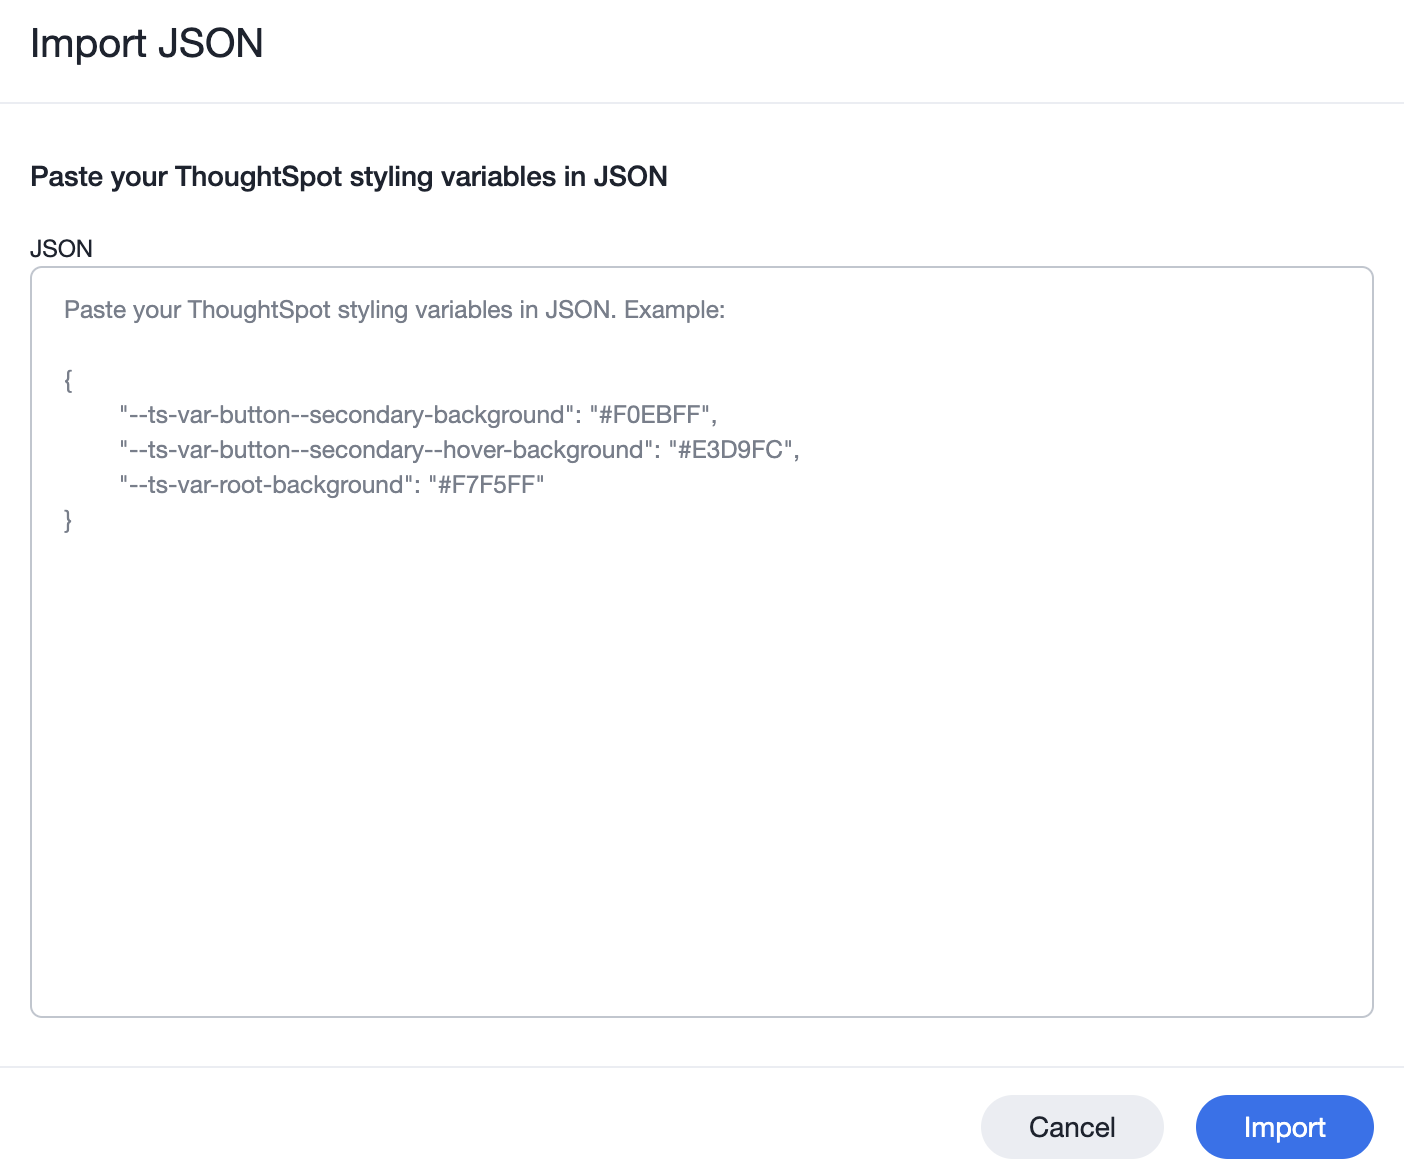 Import JSON
Paste your ThoughtSpot styling variables in JSON
JSON
Paste your ThoughtSpot styling variables in JSON. Example:
{
"--ts-var-button--secondary-background": "#F0EBFF",
"--ts-var-button--secondary--hover-background": "#E3D9FC",
"--ts-var-root-background": "#F7F5FF"
}
Cancel
Import